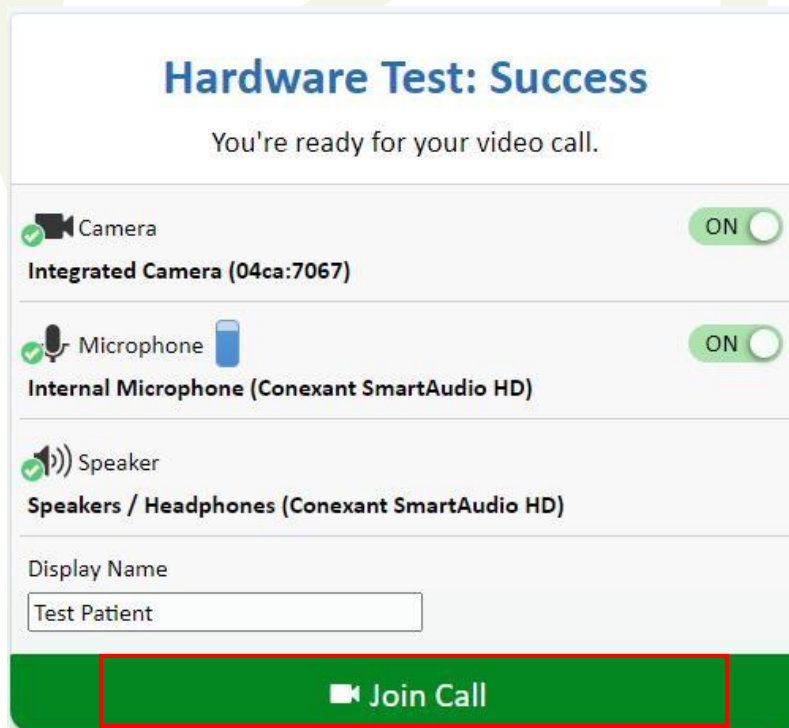 Hardware Test: Success
You're ready for your video call.
Camera
ON
Integrated Camera (04ca:7067)
Microphone
ON
Internal Microphone (Conexant SmartAudio HD)
Speaker
Speakers / Headphones (Conexant SmartAudio HD)
Display Name
Test Patient
Join Call